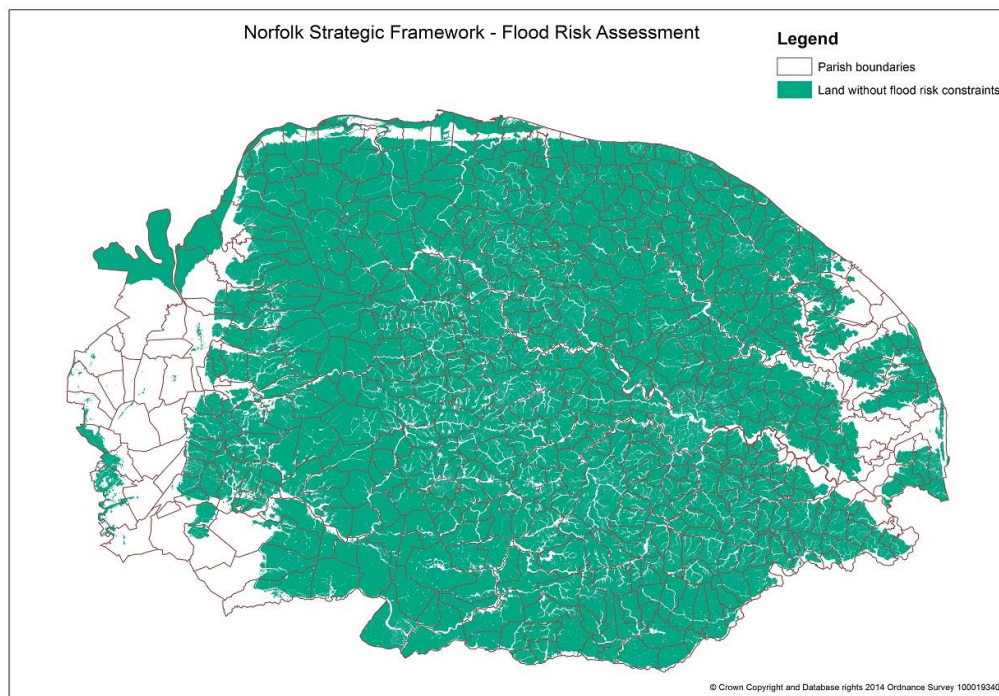 Norfolk Strategic Framework - Flood Risk Assessment
Legend
Parish boundaries
Land without flood risk constraints
© Crown Copyright and Database rights 2014 Ordnance Survey 100019340